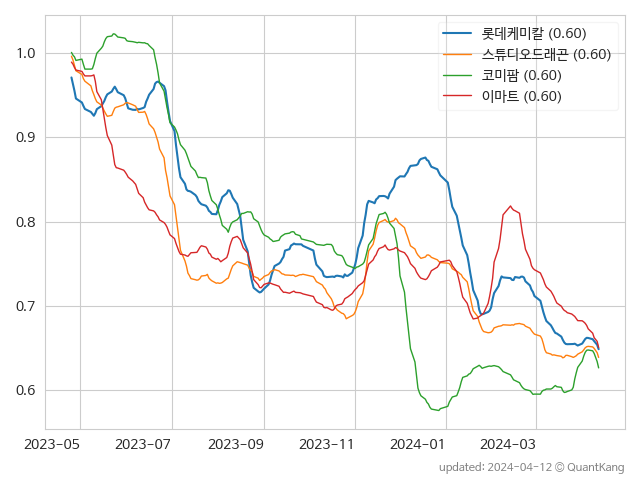 롯데케미칼 (0.60)
스튜디오드래곤 (0.60)
코미팜 (0.60)
이마트 (0.60)
1.0
0.9
0.8
0.7
0.6
2023-05 2023-07 2023-09 2023-11 2024-01 2024-03
updated: 2024-04-12 © QuantKang